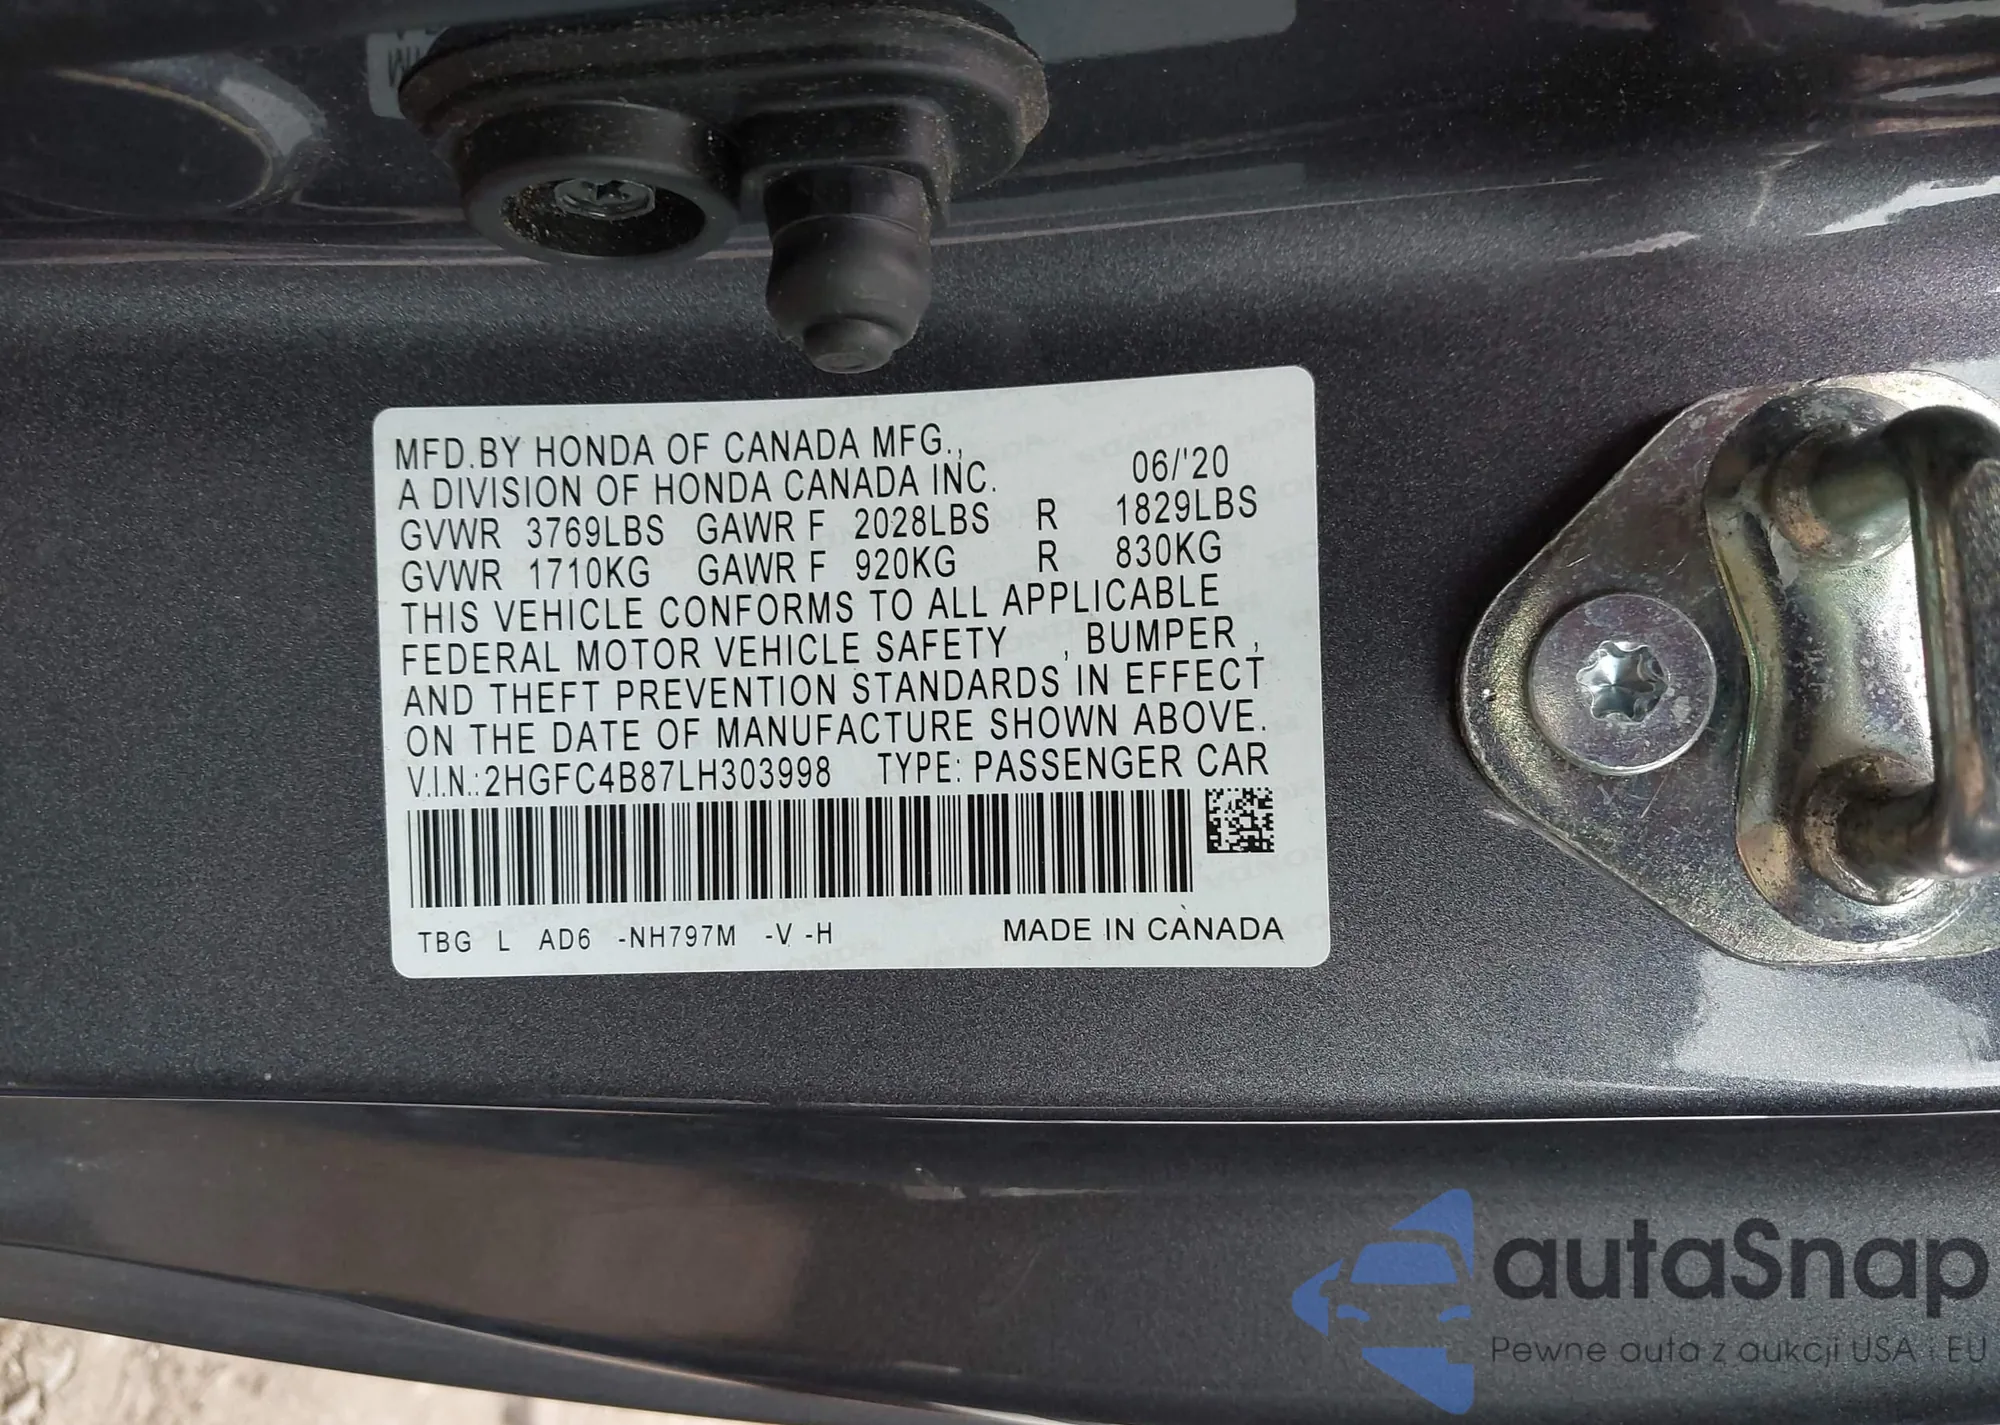 MFD.BY HONDA OF CANADA MFG.,
A DIVISION OF HONDA CANADA INC. 06/'20
GVWR 3769LBS GAWR F 2028LBS R 1829LBS
GVWR 1710KG GAWR F 920KG R 830KG
THIS VEHICLE CONFORMS TO ALL APPLICABLE
FEDERAL MOTOR VEHICLE SAFETY , BUMPER ,
AND THEFT PREVENTION STANDARDS IN EFFECT
ON THE DATE OF MANUFACTURE SHOWN ABOVE.
V.I.N.:2HGFC4B87LH303998 TYPE: PASSENGER CAR
TBG L AD6 -NH797M -V -H MADE IN CANADA
autaSnap
Pewne auta z aukcji USA i EU